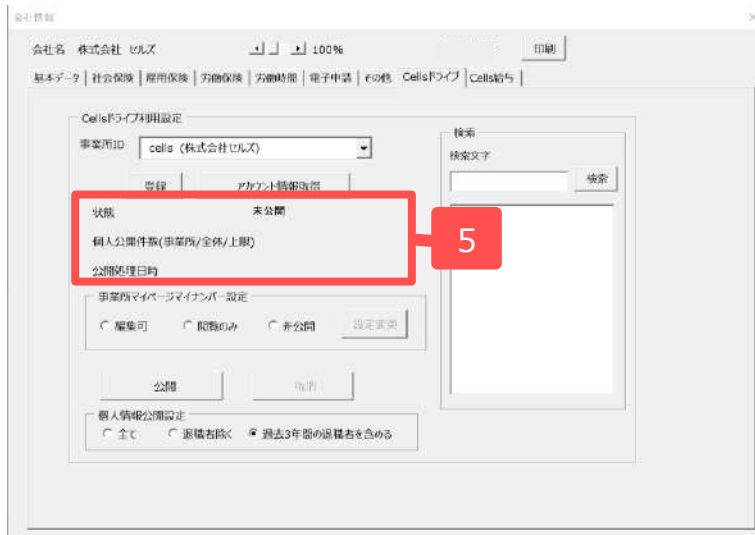 会社情報
会社名 株式会社 セルズ 100% 印刷
基本データ 社会保険 雇用保険 労働保険 労働時間 電子申請 その他 Cellsドライブ Cells給与
Cellsドライブ利用設定
事業所ID cells (株式会社セルズ)
登録 アカウント情報取得
状態 未公開
個人公開件数(事業所/全体/上限)
公開処理日時
5
事業所マイページマイナンバー設定
編集可 閲覧のみ 非公開 設定変更
公開 取消
個人情報公開設定
全て 退職者除く 過去3年間の退職者を含める
検索
検索文字
検索